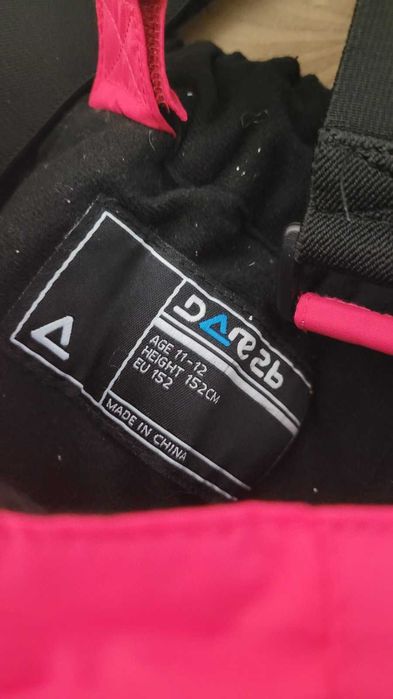 DARE2b
AGE 11-12
HEIGHT 152CM
EU 152
MADE IN CHINA